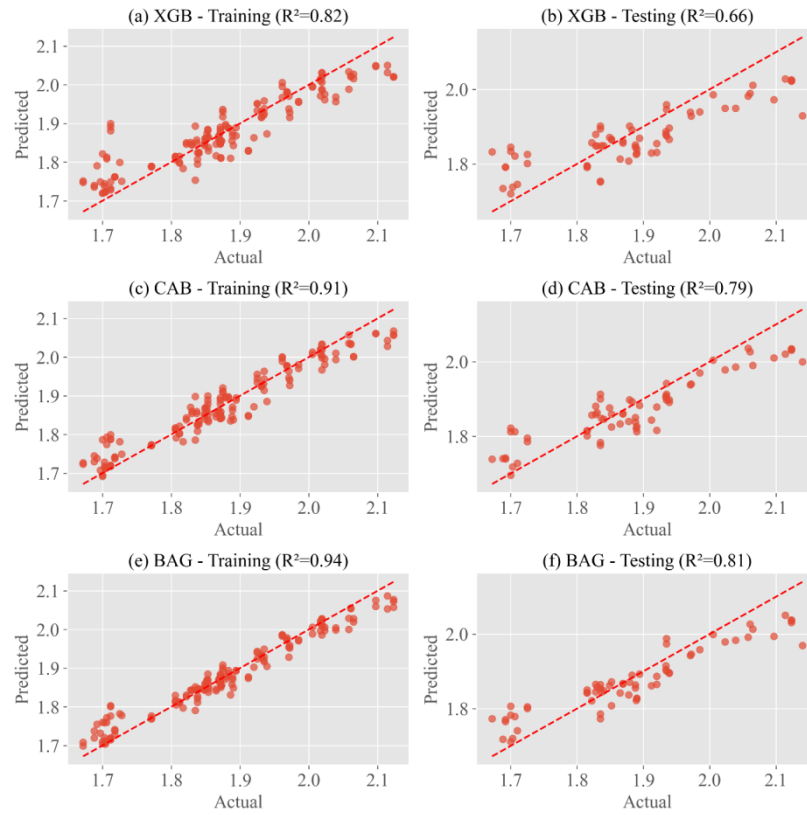 (a) XGB - Training (R²=0.82)
Predicted
2.1
2.0
1.9
1.8
1.7
1.7 1.8 1.9 2.0 2.1
Actual
(b) XGB - Testing (R²=0.66)
Predicted
2.0
1.8
1.7 1.8 1.9 2.0 2.1
Actual
(c) CAB - Training (R²=0.91)
Predicted
2.1
2.0
1.9
1.8
1.7
1.7 1.8 1.9 2.0 2.1
Actual
(d) CAB - Testing (R²=0.79)
Predicted
2.0
1.8
1.7 1.8 1.9 2.0 2.1
Actual
(e) BAG - Training (R²=0.94)
Predicted
2.1
2.0
1.9
1.8
1.7
1.7 1.8 1.9 2.0 2.1
Actual
(f) BAG - Testing (R²=0.81)
Predicted
2.0
1.8
1.7 1.8 1.9 2.0 2.1
Actual